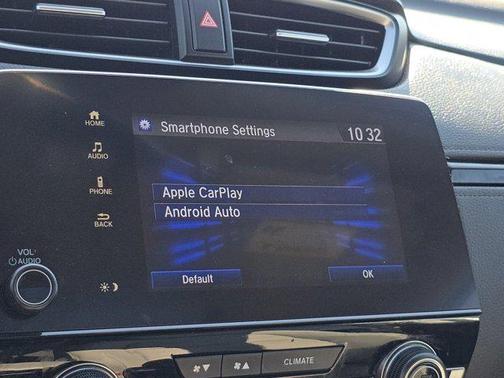 HOME
AUDIO
PHONE
BACK
VOL
AUDIO
Smartphone Settings
10:32
Apple CarPlay
Android Auto
Default
OK
CLIMATE